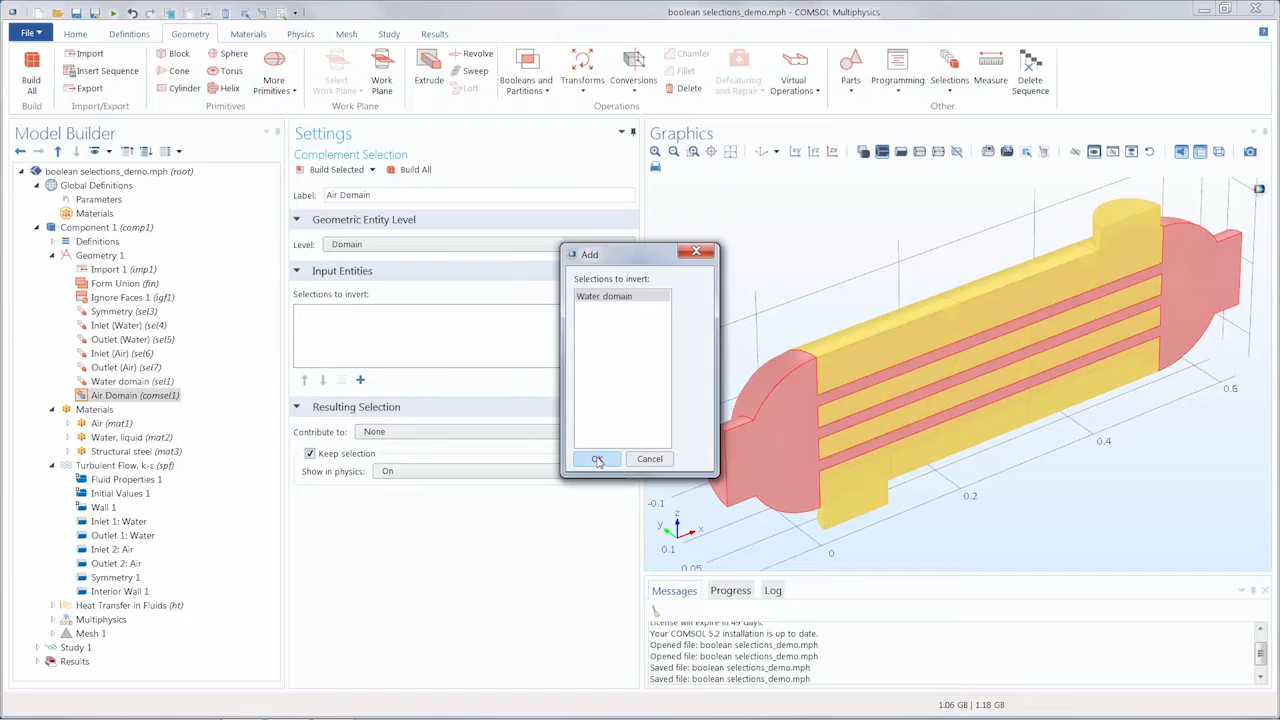 boolean selections_demo.mph - COMSOL Multiphysics
File
Home
Definitions
Geometry
Materials
Physics
Mesh
Study
Results
Build All
Build
Import
Insert Sequence
Export
Import/Export
Block
Cone
Cylinder
Sphere
Torus
Helix
More Primitives
Primitives
Select Work Plane
Work Plane
Work Plane
Extrude
Revolve
Sweep
Loft
Booleans and Partitions
Transforms
Conversions
Chamfer
Fillet
Delete
Defeaturing and Repair
Virtual Operations
Operations
Parts
Programming
Selections
Measure
Delete Sequence
Other
Model Builder
boolean selections_demo.mph (root)
Global Definitions
Parameters
Materials
Component 1 (comp1)
Definitions
Geometry 1
Import 1 (imp1)
Form Union (fin)
Ignore Faces 1 (igf1)
Symmetry (sel3)
Inlet (Water) (sel4)
Outlet (Water) (sel5)
Inlet (Air) (sel6)
Outlet (Air) (sel7)
Water domain (sel1)
Air Domain (comsel1)
Materials
Air (mat1)
Water, liquid (mat2)
Structural steel (mat3)
Turbulent Flow, k-ε (spf)
Fluid Properties 1
Initial Values 1
Wall 1
Inlet 1: Water
Outlet 1: Water
Inlet 2: Air
Outlet 2: Air
Symmetry 1
Interior Wall 1
Heat Transfer in Fluids (ht)
Multiphysics
Mesh 1
Study 1
Results
Settings
Complement Selection
Build Selected
Build All
Label: Air Domain
Geometric Entity Level
Level: Domain
Input Entities
Selections to invert:
Resulting Selection
Contribute to: None
Keep selection
Show in physics: On
Add
Selections to invert:
Water domain
OK
Cancel
Graphics
0.6
0.4
0.2
0
-0.1
0.1
0.05
z
y
x
Messages
Progress
Log
License will expire in 49 days.
Your COMSOL 5.2 installation is up to date.
Opened file: boolean selections_demo.mph
Opened file: boolean selections_demo.mph
Saved file: boolean selections_demo.mph
Saved file: boolean selections_demo.mph
1.06 GB | 1.18 GB